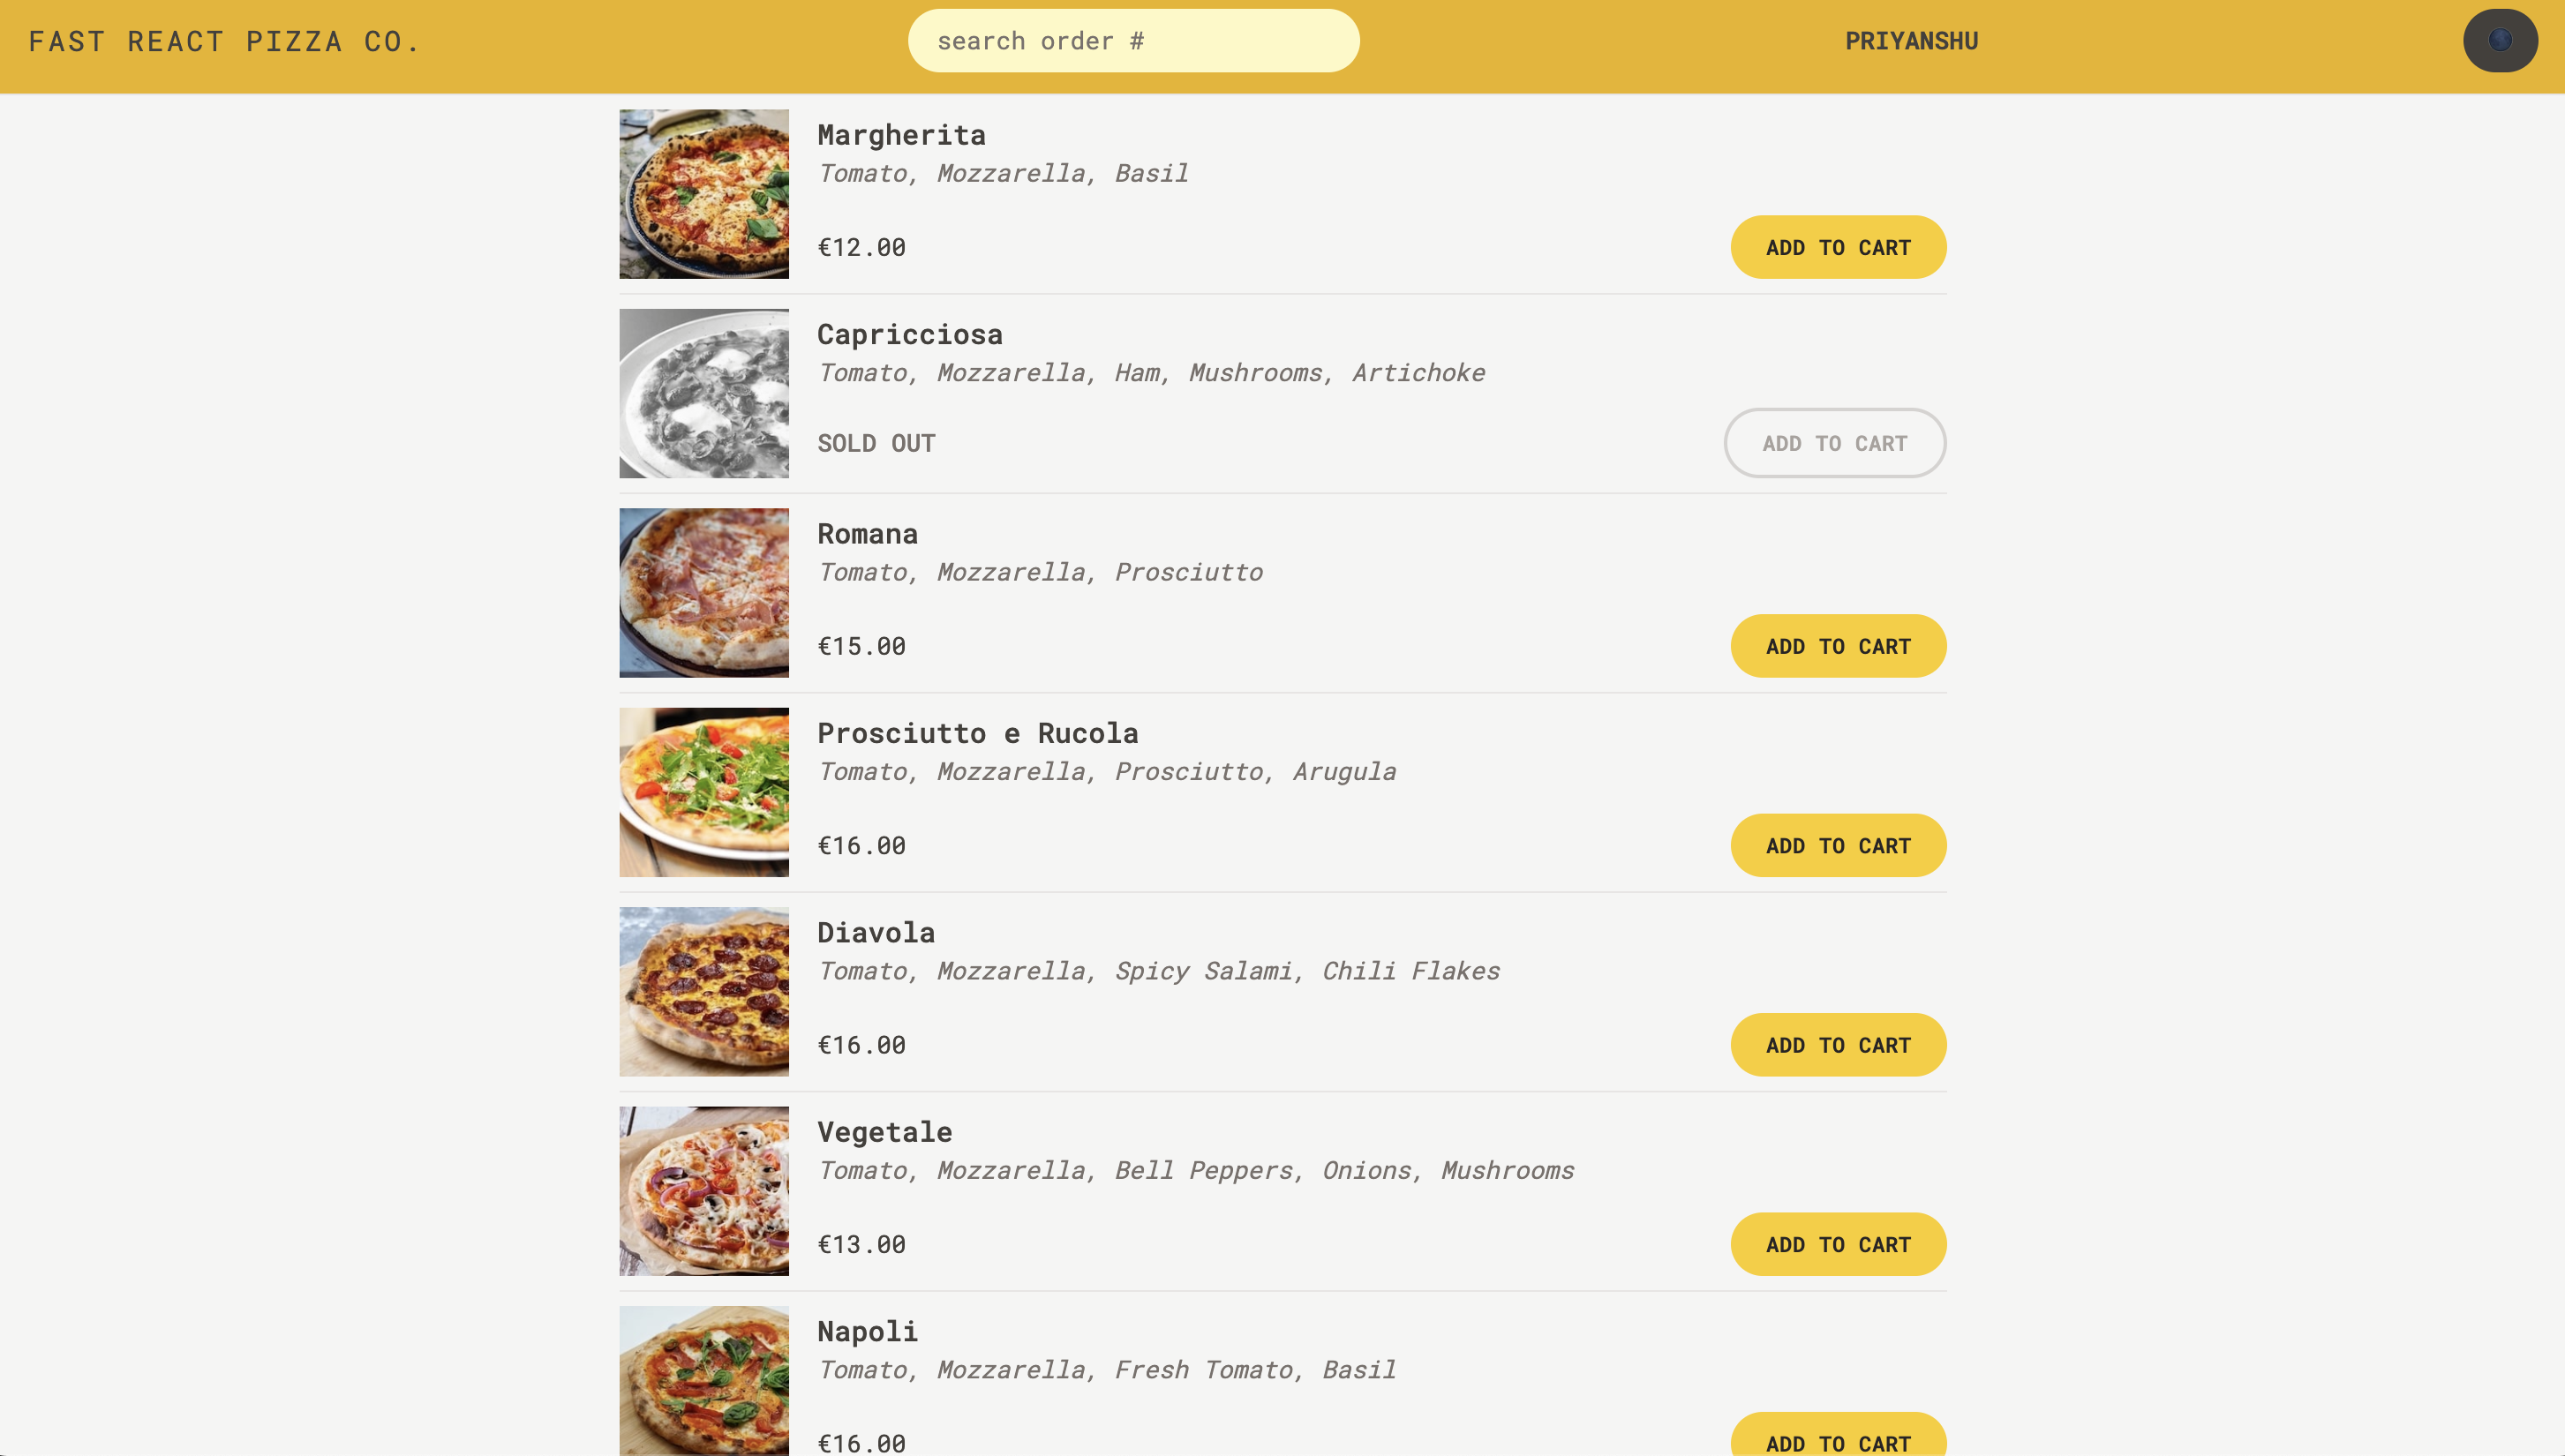 FAST REACT PIZZA CO.
search order #
PRIYANSHU
Margherita
Tomato, Mozzarella, Basil
€12.00
ADD TO CART
Capricciosa
Tomato, Mozzarella, Ham, Mushrooms, Artichoke
SOLD OUT
ADD TO CART
Romana
Tomato, Mozzarella, Prosciutto
€15.00
ADD TO CART
Prosciutto e Rucola
Tomato, Mozzarella, Prosciutto, Arugula
€16.00
ADD TO CART
Diavola
Tomato, Mozzarella, Spicy Salami, Chili Flakes
€16.00
ADD TO CART
Vegetale
Tomato, Mozzarella, Bell Peppers, Onions, Mushrooms
€13.00
ADD TO CART
Napoli
Tomato, Mozzarella, Fresh Tomato, Basil
€16.00
ADD TO CART